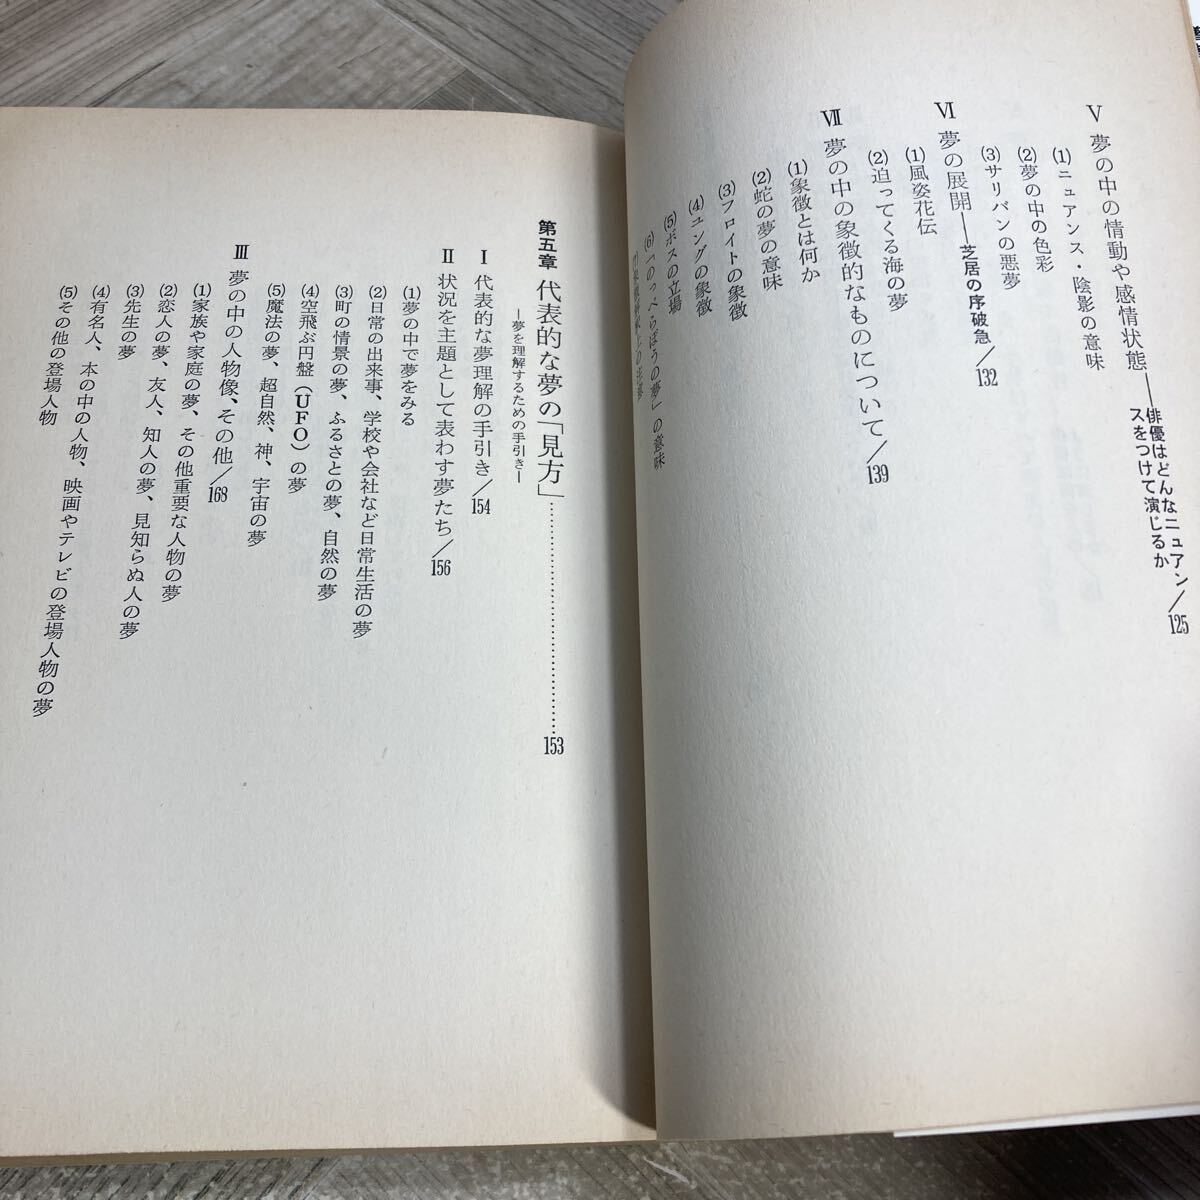 Ⅴ 夢の中の情動や感情状態――俳優はどんなニュアンスをつけて演じるか/125
⑴ニュアンス・陰影の意味
⑵夢の中の色彩
⑶サリバンの悪夢
Ⅵ 夢の展開――芝居の序破急/132
⑴風姿花伝
⑵迫ってくる海の夢
Ⅶ 夢の中の象徴的なものについて/139
⑴象徴とは何か
⑵蛇の夢の意味
⑶フロイトの象徴
⑷ユングの象徴
⑸ボスの立場
⑹「のっぺらぼうの夢」の意味
第五章 代表的な夢の「見方」……………153
―夢を理解するための手引き―
Ⅰ 代表的な夢理解の手引き/154
Ⅱ 状況を主題として表わす夢たち/156
⑴夢の中で夢をみる
⑵日常の出来事、学校や会社など日常生活の夢
⑶町の情景の夢、ふるさとの夢、自然の夢
⑷空飛ぶ円盤(UFO)の夢
⑸魔法の夢、超自然、神、宇宙の夢
Ⅲ 夢の中の人物像、その他/168
⑴家族や家庭の夢、その他重要な人物の夢
⑵恋人の夢、友人、知人の夢、見知らぬ人の夢
⑶先生の夢
⑷有名人、本の中の人物、映画やテレビの登場人物の夢
⑸その他の登場人物